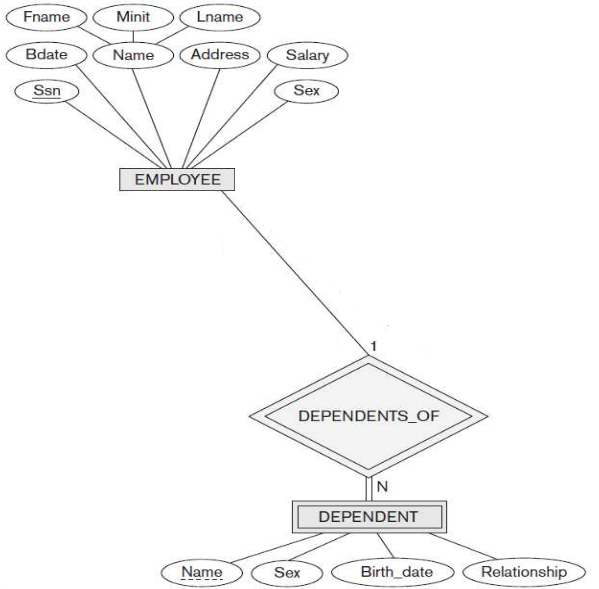 Fname Minit Lname
Bdate Name Address Salary
Ssn Sex
EMPLOYEE
1
DEPENDENTS_OF
N
DEPENDENT
Name Sex Birth_date Relationship